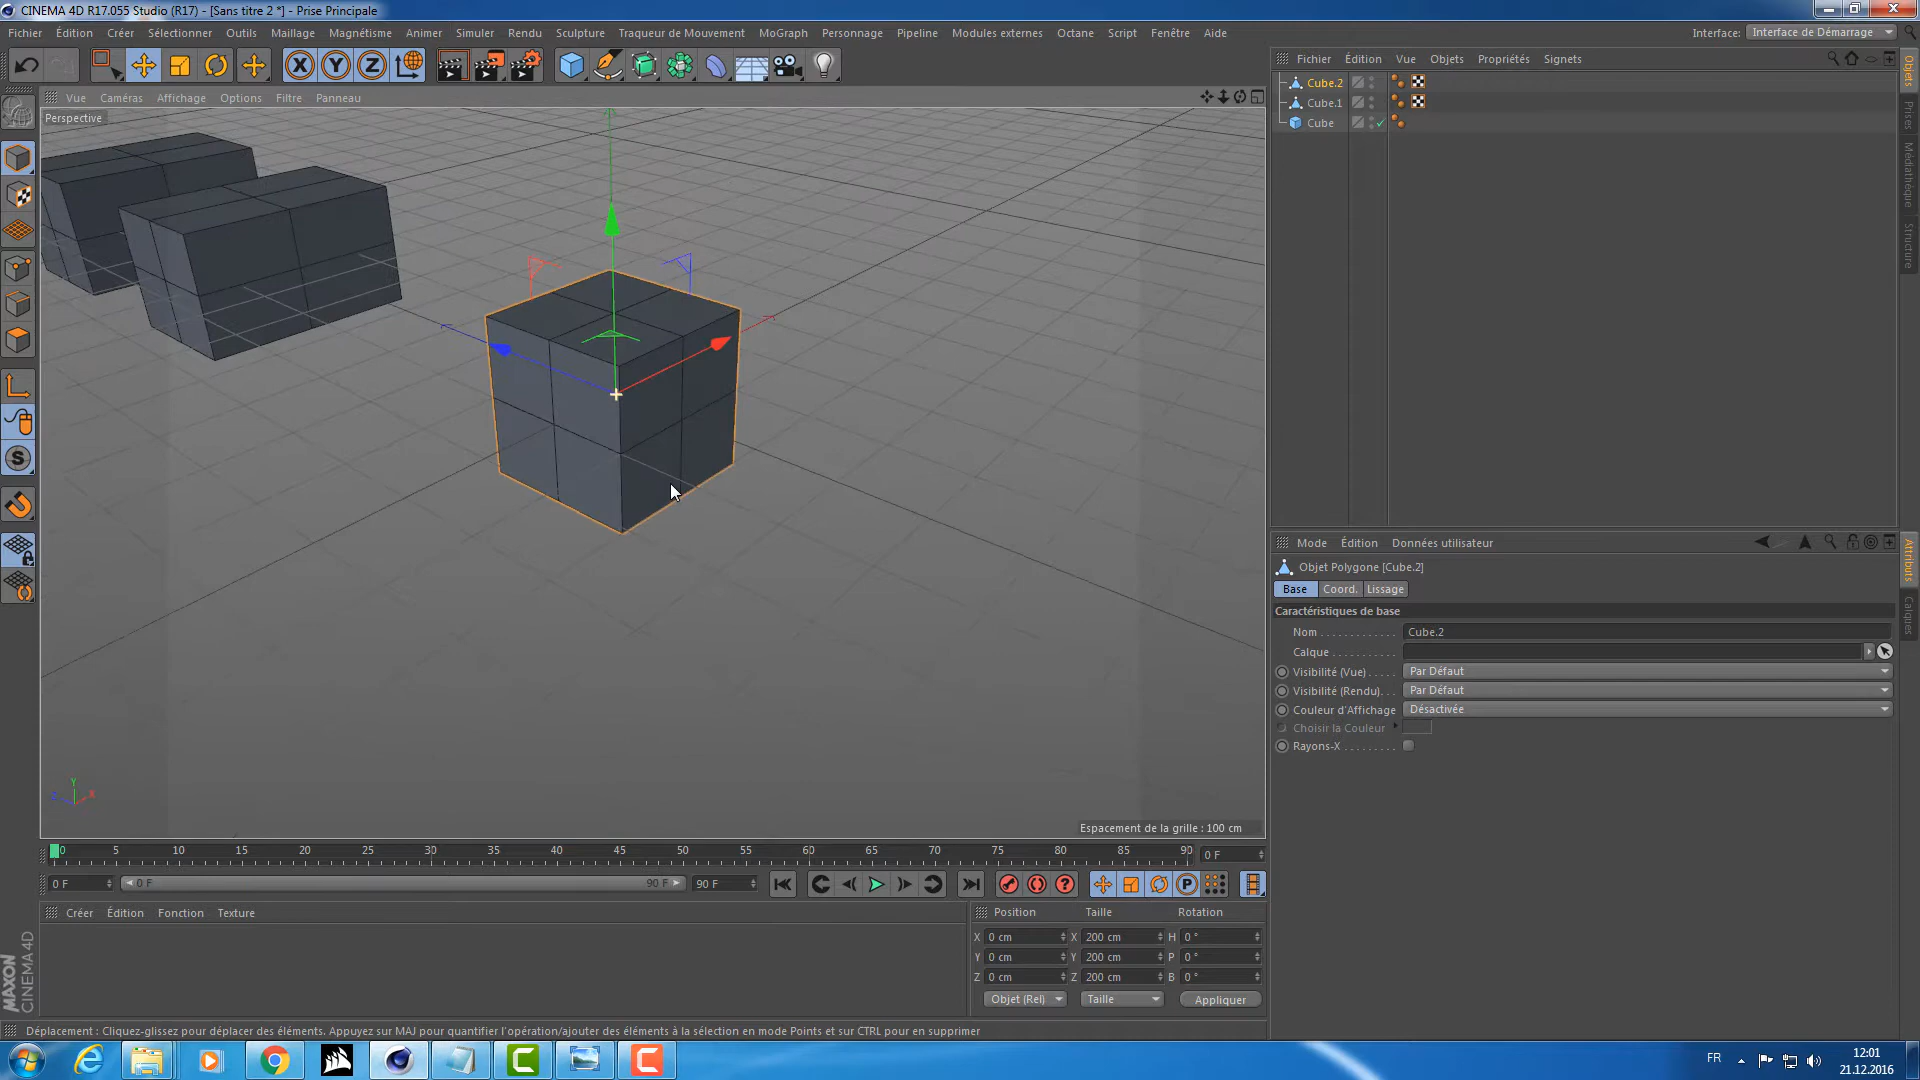 CINEMA 4D R17.055 Studio (R17) - [Sans titre 2 *] - Prise Principale
Fichier Édition Créer Sélectionner Outils Maillage Magnétisme Animer Simuler Rendu Sculpture Traqueur de Mouvement MoGraph Personnage Pipeline Modules externes Octane Script Fenêtre Aide Interface: Interface de Démarrage
X Y Z
Vue Caméras Affichage Options Filtre Panneau
Perspective
Fichier Édition Vue Objets Propriétés Signets
Cube.2
Cube.1
Cube
Objets
Prises
Médiathèque
Structure
S
Mode Édition Données utilisateur
Objet Polygone [Cube.2]
Base Coord. Lissage
Caractéristiques de base
Nom Cube.2
Calque
Visibilité (Vue) Par Défaut
Visibilité (Rendu) Par Défaut
Couleur d'Affichage Désactivée
Choisir la Couleur
Rayons-X
Attributs
Calques
Y
Z X
Espacement de la grille : 100 cm
0 5 10 15 20 25 30 35 40 45 50 55 60 65 70 75 80 85 90 0 F
0 F 0 F 90 F 90 F ? P
Créer Édition Fonction Texture
Position Taille Rotation
X 0 cm X 200 cm H 0 °
Y 0 cm Y 200 cm P 0 °
Z 0 cm Z 200 cm B 0 °
Objet (Rel) Taille Appliquer
MAXON
CINEMA 4D
Déplacement : Cliquez-glissez pour déplacer des éléments. Appuyez sur MAJ pour quantifier l'opération/ajouter des éléments à la sélection en mode Points et sur CTRL pour en supprimer
FR
12:01
21.12.2016